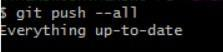 $ git push --all
Everything up-to-date